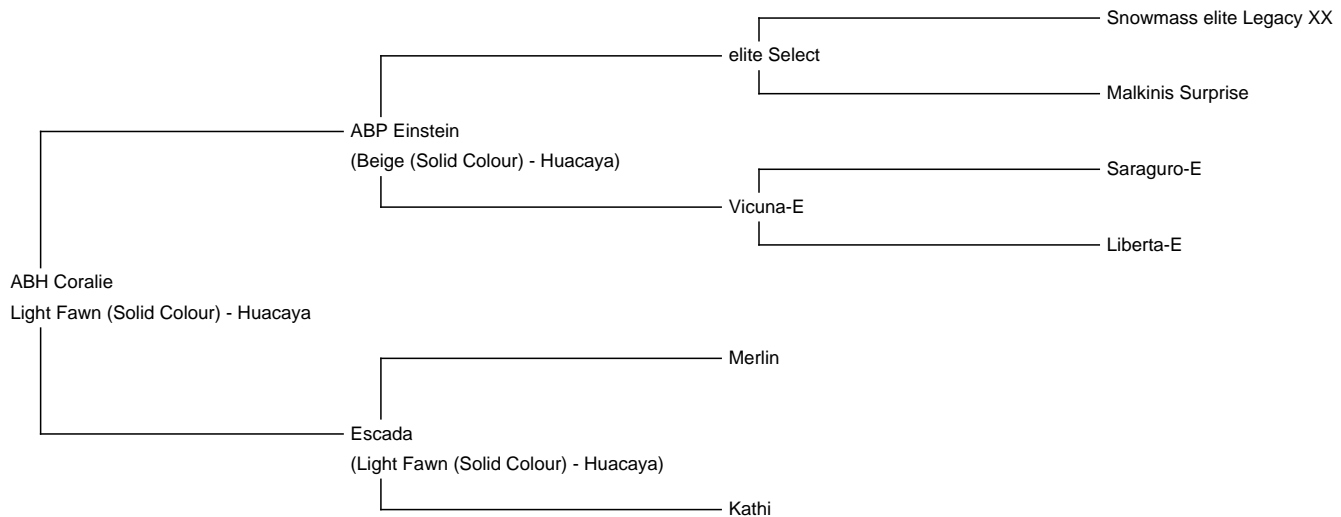 Snowmass elite Legacy XX
elite Select
Malkinis Surprise
ABP Einstein
(Beige (Solid Colour) - Huacaya)
Saraguro-E
Vicuna-E
Liberta-E
ABH Coralie
Light Fawn (Solid Colour) - Huacaya
Merlin
Escada
(Light Fawn (Solid Colour) - Huacaya)
Kathi